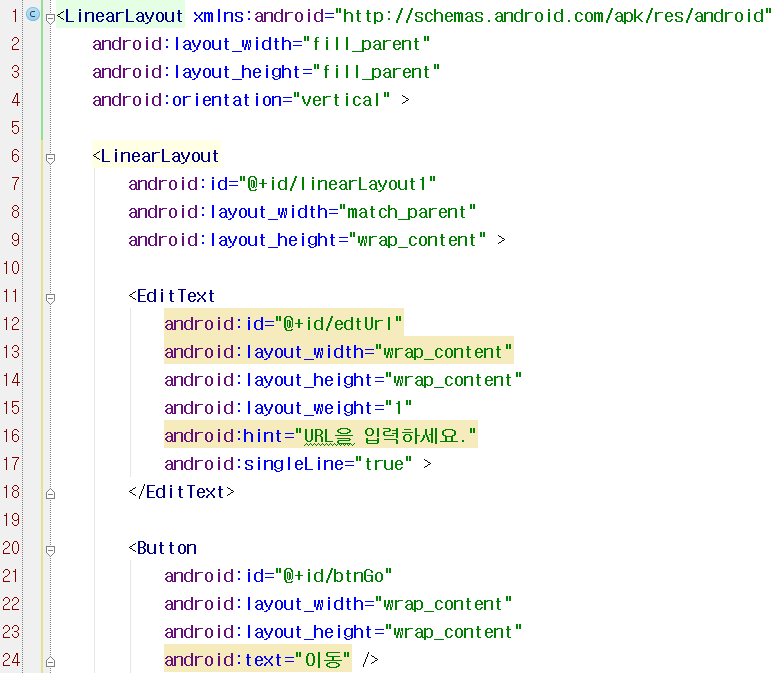 1 <LinearLayout xmlns:android="http://schemas.android.com/apk/res/android"
2 android:layout_width="fill_parent"
3 android:layout_height="fill_parent"
4 android:orientation="vertical" >
5
6 <LinearLayout
7 android:id="@+id/linearLayout1"
8 android:layout_width="match_parent"
9 android:layout_height="wrap_content" >
10
11 <EditText
12 android:id="@+id/edtUrl"
13 android:layout_width="wrap_content"
14 android:layout_height="wrap_content"
15 android:layout_weight="1"
16 android:hint="URL을 입력하세요."
17 android:singleLine="true" >
18 </EditText>
19
20 <Button
21 android:id="@+id/btnGo"
22 android:layout_width="wrap_content"
23 android:layout_height="wrap_content"
24 android:text="이동" />